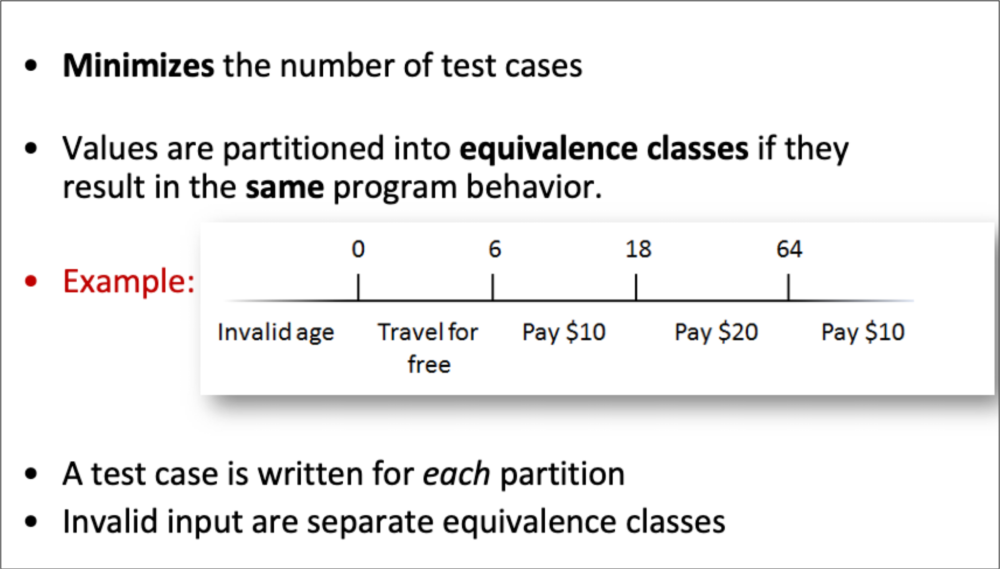 • Minimizes the number of test cases
• Values are partitioned into equivalence classes if they
result in the same program behavior.
• Example:
0 6 18 64
Invalid age Travel for Pay $10 Pay $20 Pay $10
free
• A test case is written for each partition
• Invalid input are separate equivalence classes